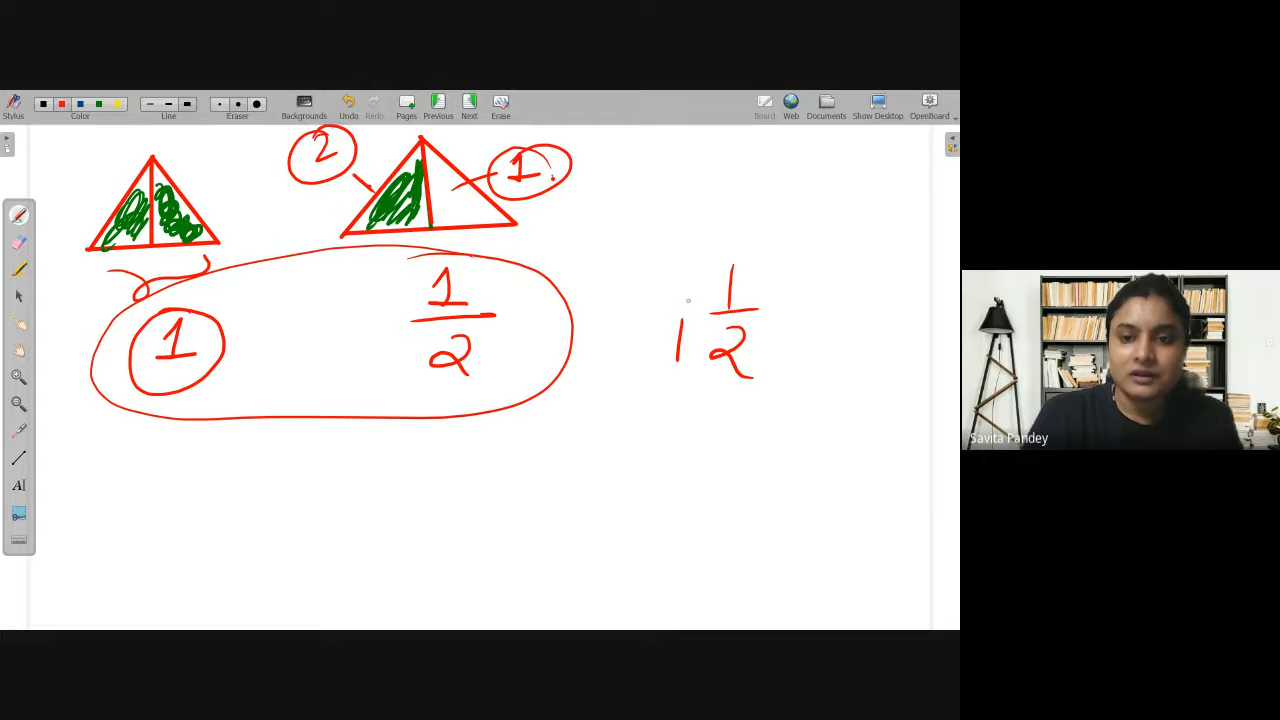 Stylus Color Line Eraser Backgrounds Undo Redo Pages Previous Next Erase Board Web Documents Show Desktop OpenBoard
2 1
1 1/2 1 1/2
Savita Pandey